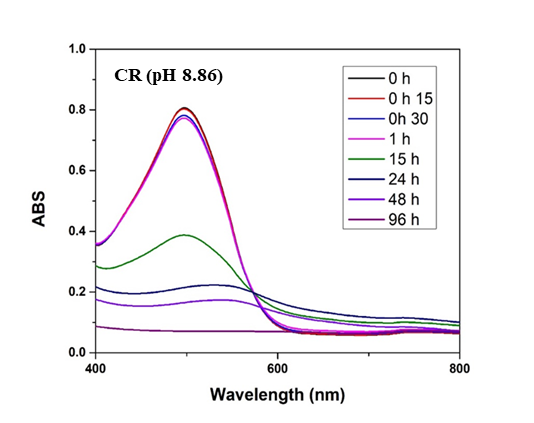 1.0
CR (pH 8.86)
0 h
0 h 15
0h 30
1 h
15 h
24 h
48 h
96 h
0.8
0.6
0.4
0.2
0.0
ABS
400
600
800
Wavelength (nm)